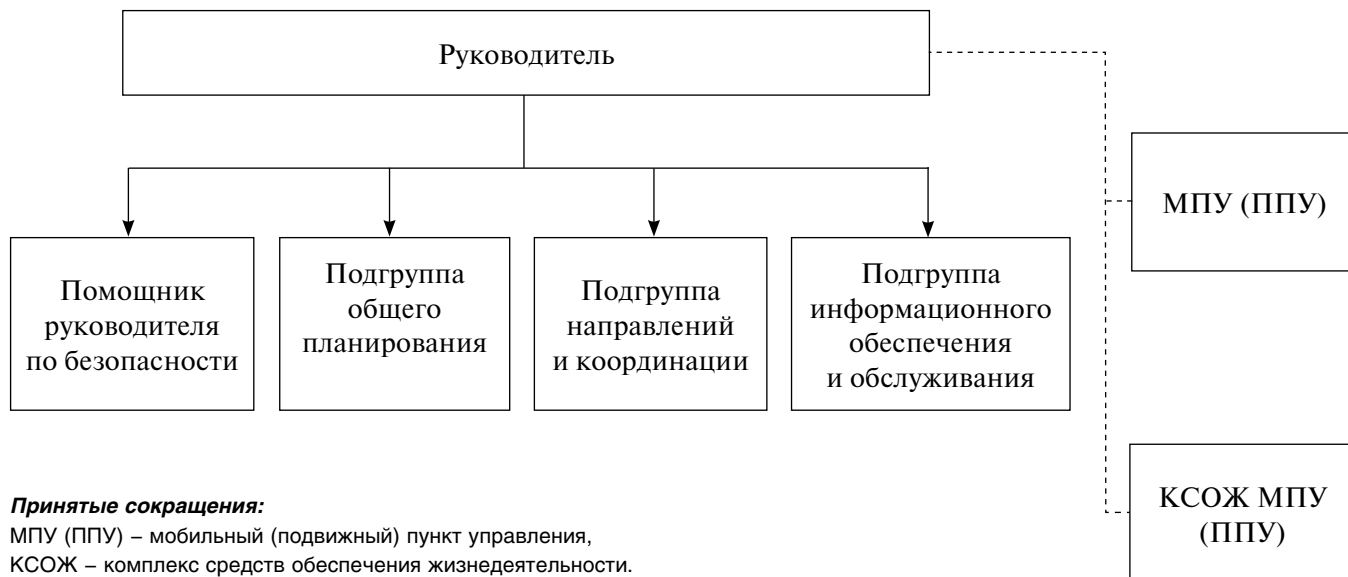 Руководитель
МПУ (ППУ)
Помощник
руководителя
по безопасности
Подгруппа
общего
планирования
Подгруппа
направлений
и координации
Подгруппа
информационного
обеспечения
и обслуживания
КСОЖ МПУ
(ППУ)
Принятые сокращения:
МПУ (ППУ) – мобильный (подвижный) пункт управления,
КСОЖ – комплекс средств обеспечения жизнедеятельности.